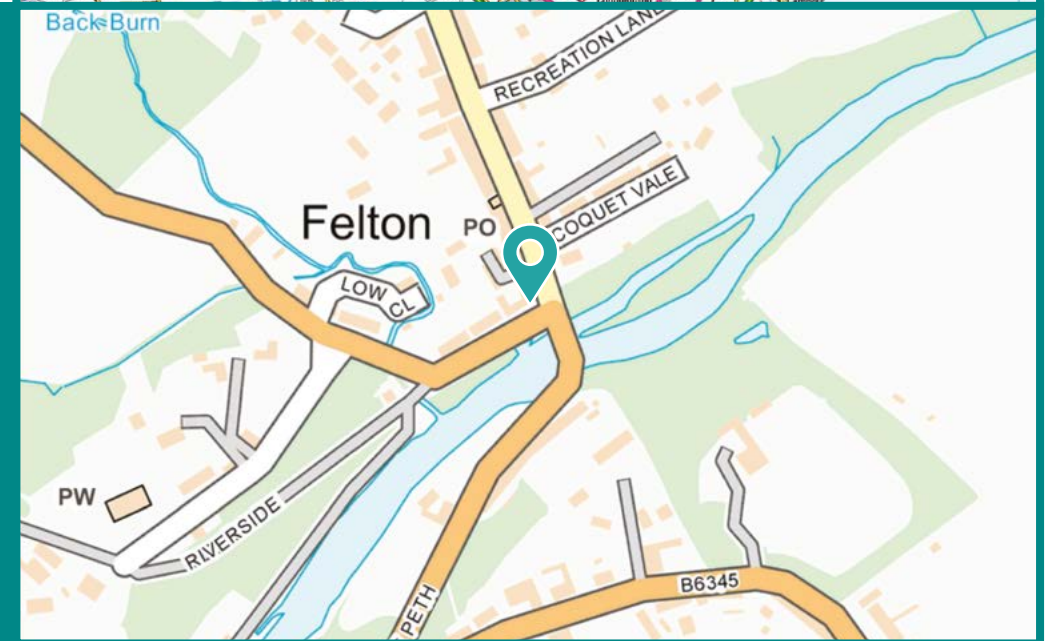 Back Burn
RECREATION LANE
COQUET VALE
Felton
PO
LOW CL
PW
RIVERSIDE
PETH
B6345